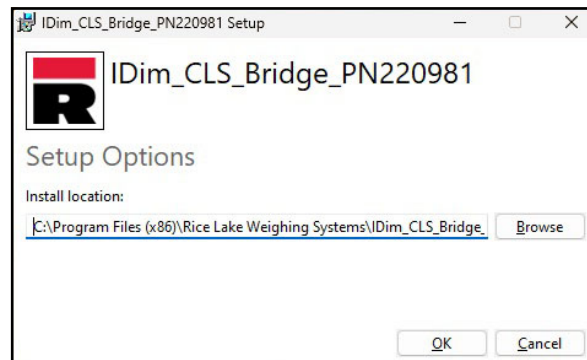 IDim_CLS_Bridge_PN220981 Setup
R
IDim_CLS_Bridge_PN220981
Setup Options
Install location:
C:\Program Files (x86)\Rice Lake Weighing Systems\IDim_CLS_Bridge_
Browse
OK
Cancel